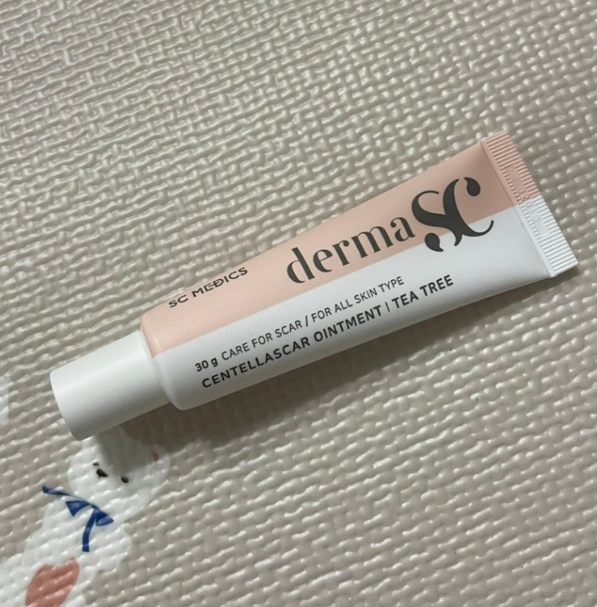 SC MEDICS
derma SC
30 g CARE FOR SCAR / FOR ALL SKIN TYPE
CENTELLASCAR OINTMENT | TEA TREE